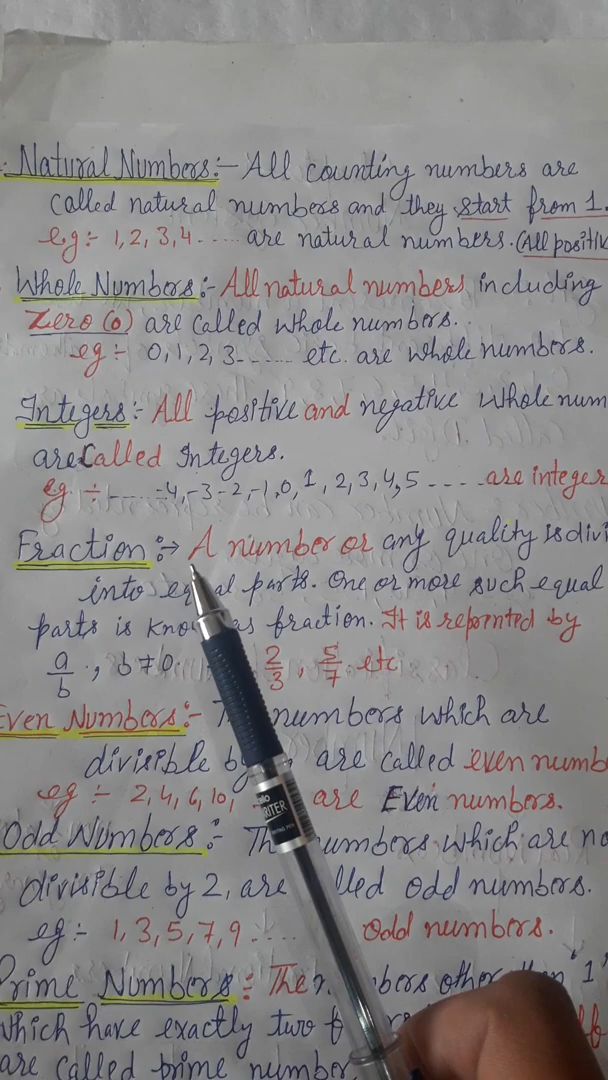 Natural Numbers:- All counting numbers are
called natural numbers and they start from 1.
e.g :- 1, 2, 3, 4 ...... are natural numbers. (All positiv
Whole Numbers:- All natural numbers including
Zero (0) are called whole numbers.
eg :- 0, 1, 2, 3 - ...... etc. are whole numbers.
Integers :- All positive and negative whole num
are Called Integers.
eg ÷ ...... -4, -3 -2, -1, 0, 1, 2, 3, 4, 5 ..... are integer
Fraction :-> A number or any quality is divi
into equal parts. One or more such equal
parts is know as fraction. It is reprented by
a/b , b ≠ 0. 2/3 , 5/7 etc
Even Numbers:- numbers which are
divisible by are called even numb
eg ÷ 2, 4, 6, 10, are Even numbers.
Odd Numbers :- The numbers which are no
divisible by 2, are called odd numbers.
eg :- 1, 3, 5, 7, 9 ..... Odd numbers.
Prime Numbers :- The numbers other than '1'
which have exactly two
are called prime number.